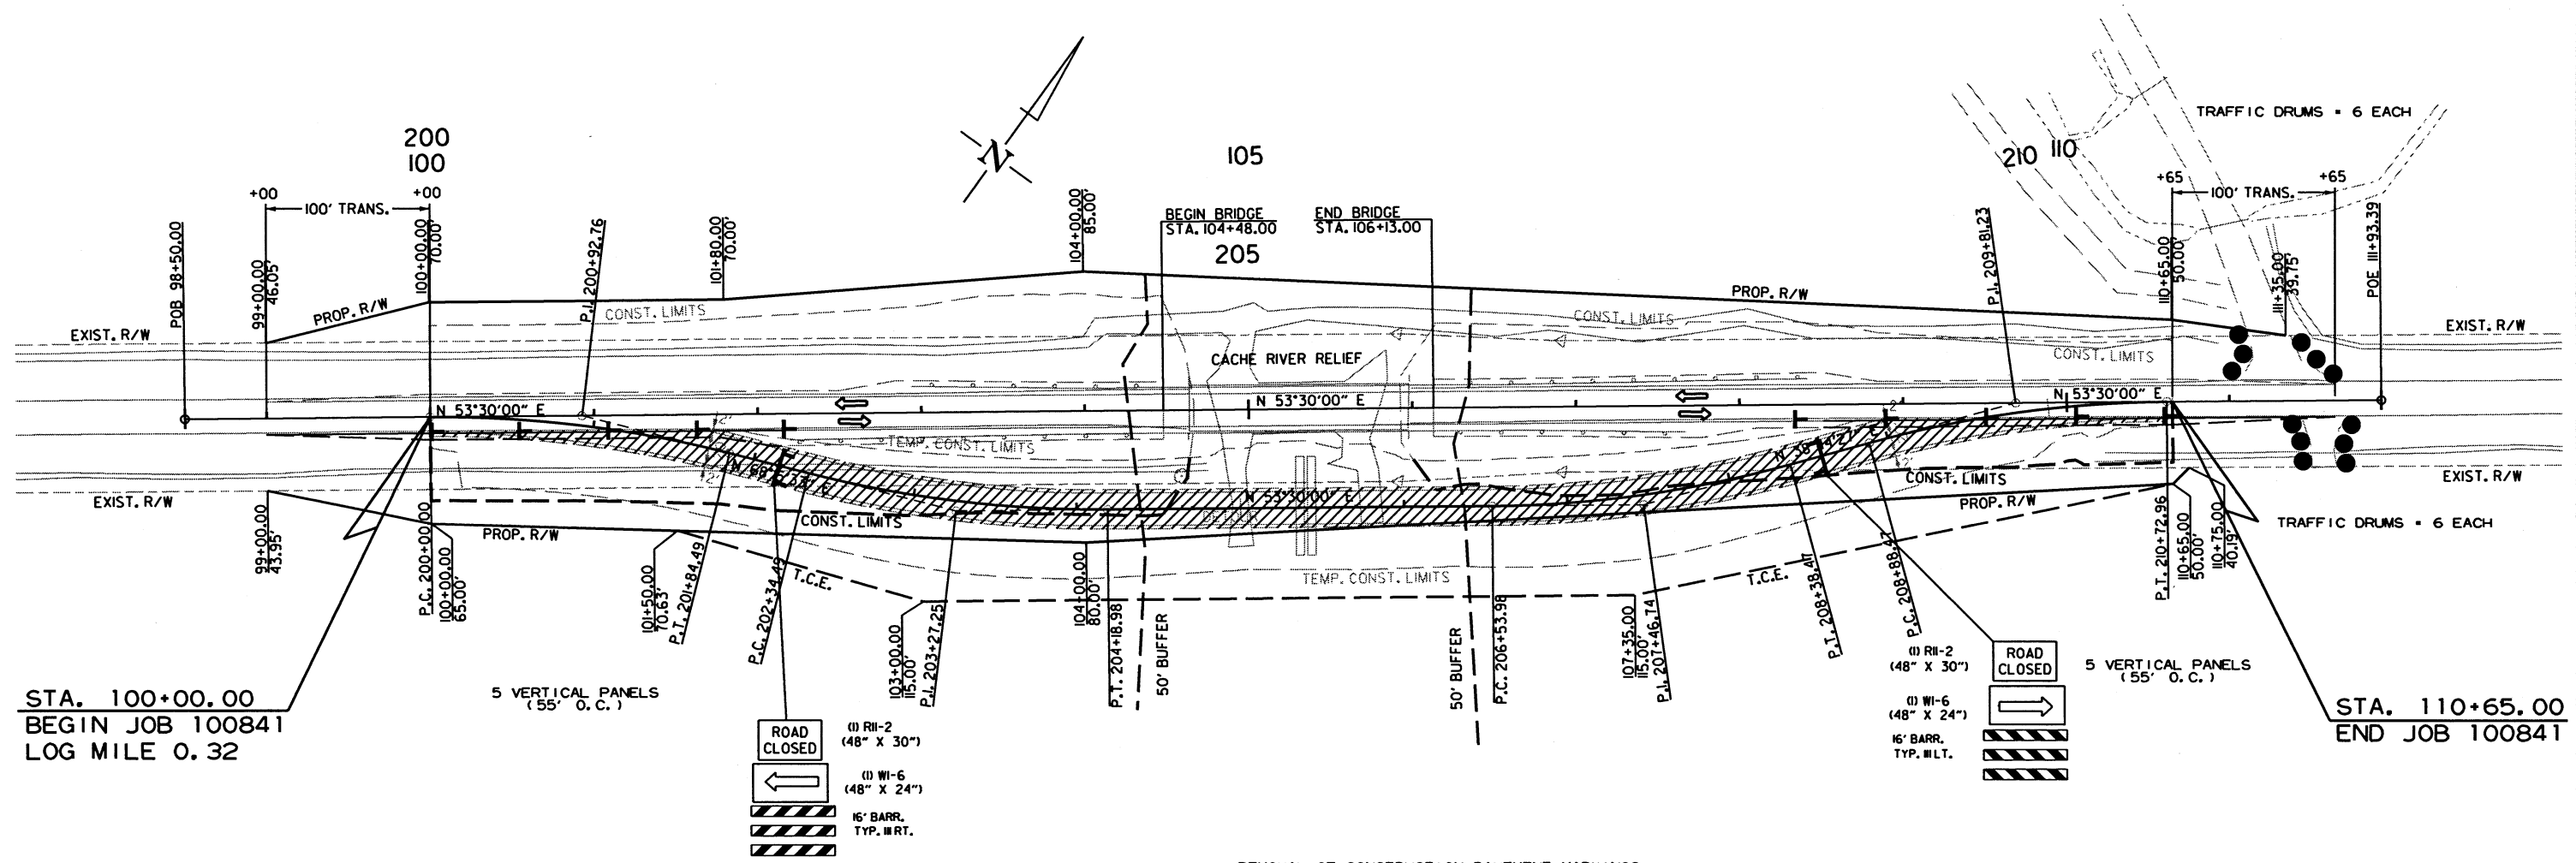 TRAFFIC DRUMS = 6 EACH
200
100
105
210 110
+00
+00
100' TRANS.
N
+65
+65
100' TRANS.
BEGIN BRIDGE
STA. 104+48.00
END BRIDGE
STA. 106+13.00
205
POB 98+50.00
99+00.00
46.05'
100+00.00
70.00'
P.I. 200+92.76
101+80.00
70.00'
104+00.00
85.00'
P.I. 209+81.23
110+65.00
50.00'
111+35.00
39.75'
POE 111+93.39
PROP. R/W
PROP. R/W
CONST. LIMITS
CONST. LIMITS
EXIST. R/W
EXIST. R/W
CACHE RIVER RELIEF
CONST. LIMITS
N 53°30'00" E
N 53°30'00" E
N 53°30'00" E
TEMP. CONST. LIMITS
N 53°30'00" E
DETOUR
EXIST. R/W
CONST. LIMITS
CONST. LIMITS
EXIST. R/W
PROP. R/W
PROP. R/W
TRAFFIC DRUMS = 6 EACH
99+00.00
43.95'
P.C. 200+00.00
100+00.00
65.00'
101+50.00
70.63'
P.T. 201+84.49
P.C. 202+34.49
T.C.E.
TEMP. CONST. LIMITS
T.C.E.
103+00.00
115.00'
P.I. 203+27.25
104+00.00
80.00'
P.T. 204+18.98
50' BUFFER
50' BUFFER
P.C. 206+53.98
107+35.00
115.00'
P.I. 207+46.74
P.T. 208+38.47
P.C. 208+88.47
P.T. 210+72.96
110+65.00
50.00'
110+75.00
40.19'
STA. 100+00.00
BEGIN JOB 100841
LOG MILE 0.32
5 VERTICAL PANELS
(55' O.C.)
ROAD
CLOSED
(1) R11-2
(48" X 30")
(1) W1-6
(48" X 24")
16' BARR.
TYP. III RT.
(1) R11-2
(48" X 30")
ROAD
CLOSED
(1) W1-6
(48" X 24")
16' BARR.
TYP. III LT.
5 VERTICAL PANELS
(55' O.C.)
STA. 110+65.00
END JOB 100841